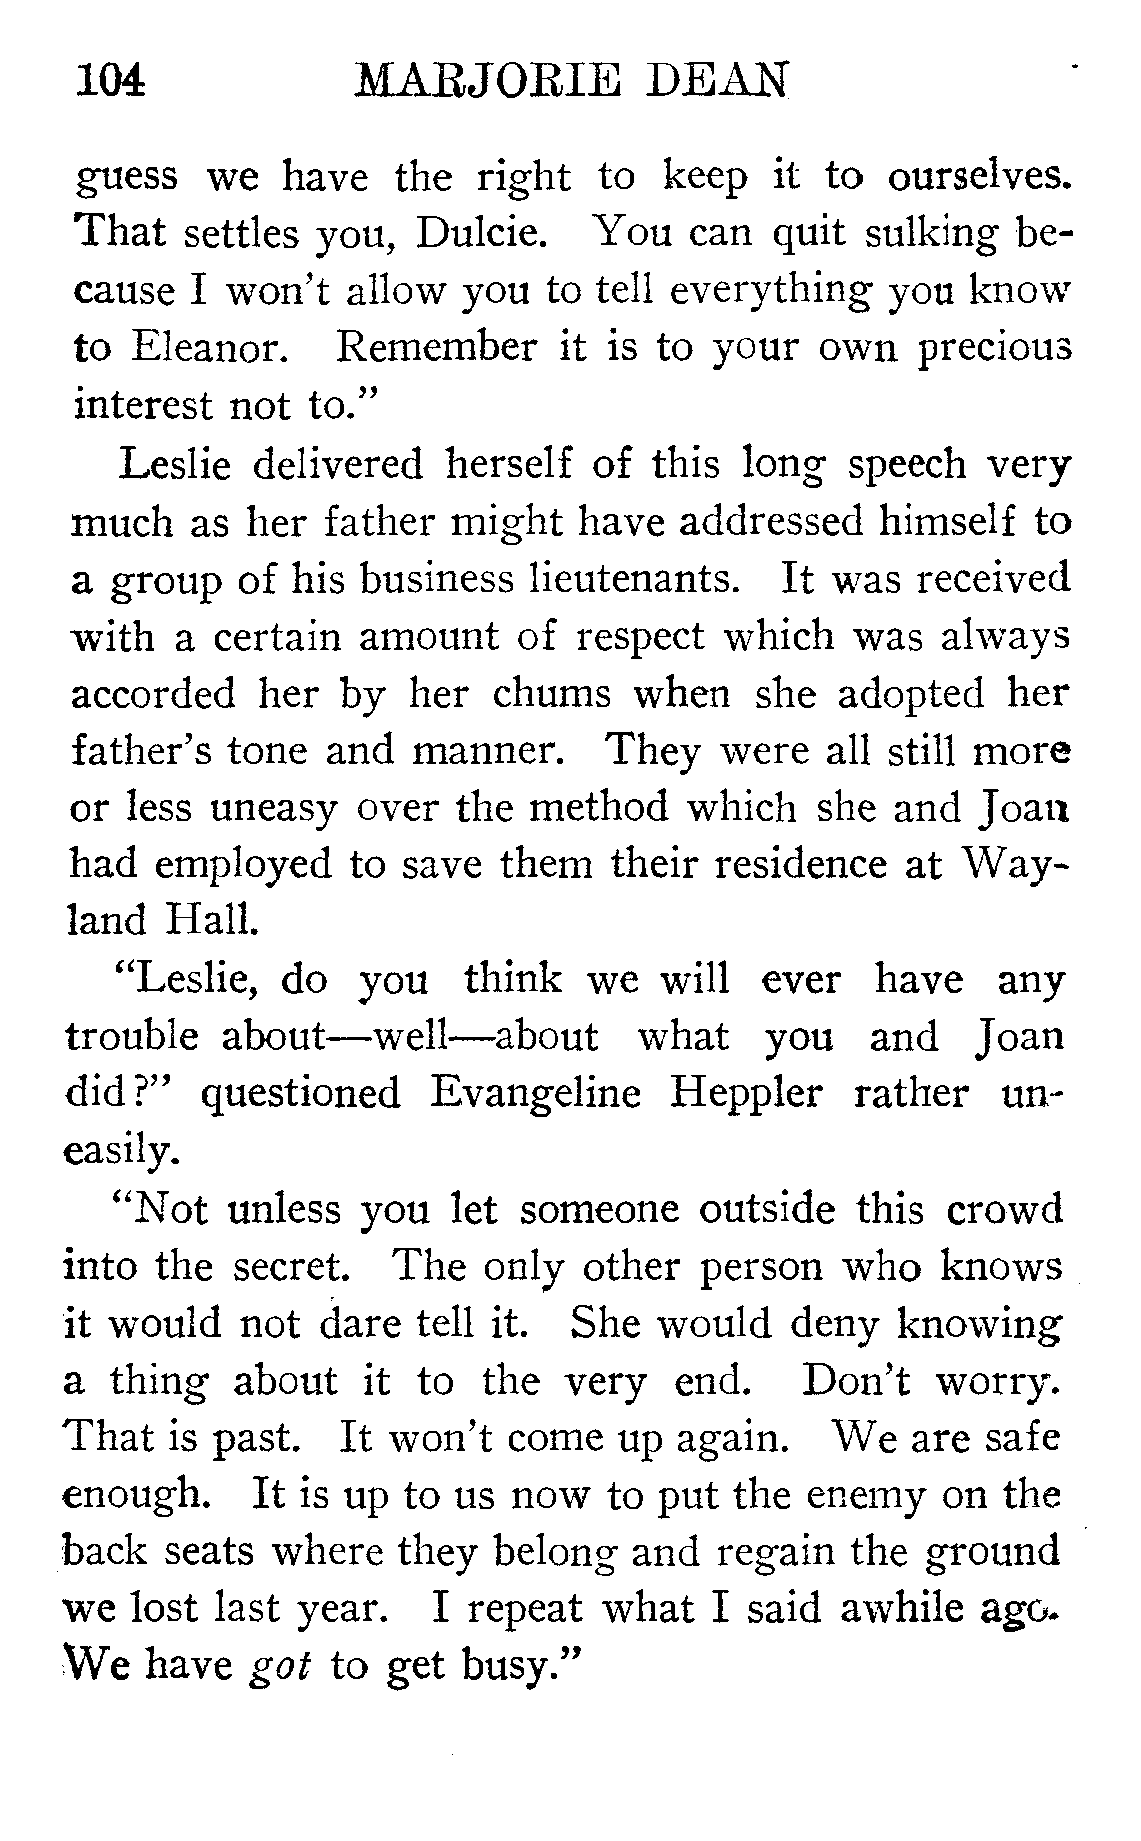 104 MARJORIE DEAN
guess we have the right to keep it to ourselves.
That settles you, Dulcie. You can quit sulking be-
cause I won't allow you to tell everything you know
to Eleanor. Remember it is to your own precious
interest not to."
Leslie delivered herself of this long speech very
much as her father might have addressed himself to
a group of his business lieutenants. It was received
with a certain amount of respect which was always
accorded her by her chums when she adopted her
father's tone and manner. They were all still more
or less uneasy over the method which she and Joan
had employed to save them their residence at Way-
land Hall.
"Leslie, do you think we will ever have any
trouble about—well—about what you and Joan
did?" questioned Evangeline Heppler rather un-
easily.
"Not unless you let someone outside this crowd
into the secret. The only other person who knows
it would not dare tell it. She would deny knowing
a thing about it to the very end. Don't worry.
That is past. It won't come up again. We are safe
enough. It is up to us now to put the enemy on the
back seats where they belong and regain the ground
we lost last year. I repeat what I said awhile ago.
We have got to get busy."